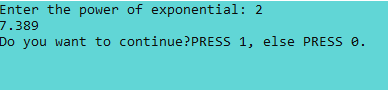 Enter the power of exponential: 2
7.389
Do you want to continue?PRESS 1, else PRESS 0.